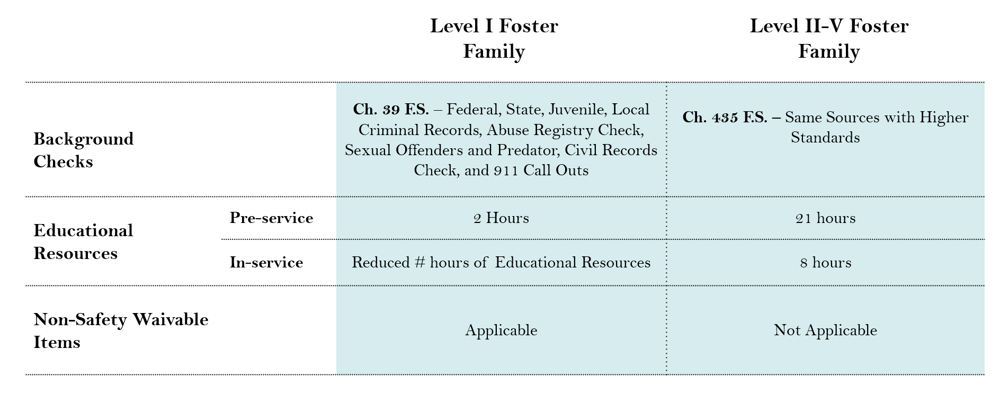 Level I Foster
Family
Level II-V Foster
Family
Background
Checks
Ch. 39 F.S. – Federal, State, Juvenile, Local
Criminal Records, Abuse Registry Check,
Sexual Offenders and Predator, Civil Records
Check, and 911 Call Outs
Ch. 435 F.S. – Same Sources with Higher
Standards
Educational
Resources
Pre-service
2 Hours
21 hours
In-service
Reduced # hours of  Educational Resources
8 hours
Non-Safety Waivable
Items
Applicable
Not Applicable